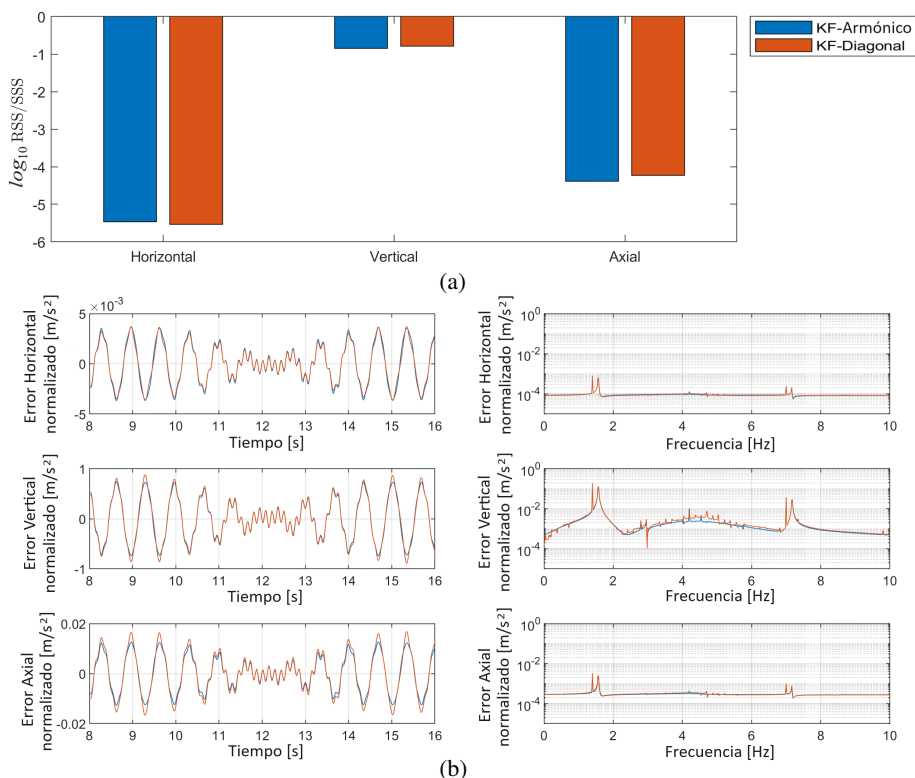 0
-1
-2
-3
-4
-5
-6
log₁₀ RSS/SSS
Horizontal
Vertical
Axial
KF-Armónico
KF-Diagonal
(a)
×10⁻³
5
0
-5
Error Horizontal
normalizado [m/s²]
8 9 10 11 12 13 14 15 16
Tiempo [s]
10⁰
10⁻²
10⁻⁴
Error Horizontal
normalizado [m/s²]
0 2 4 6 8 10
Frecuencia [Hz]
1
0
-1
Error Vertical
normalizado [m/s²]
8 9 10 11 12 13 14 15 16
Tiempo [s]
10⁰
10⁻²
10⁻⁴
Error Vertical
normalizado [m/s²]
0 2 4 6 8 10
Frecuencia [Hz]
0.02
0
-0.02
Error Axial
normalizado [m/s²]
8 9 10 11 12 13 14 15 16
Tiempo [s]
10⁰
10⁻²
10⁻⁴
Error Axial
normalizado [m/s²]
0 2 4 6 8 10
Frecuencia [Hz]
(b)